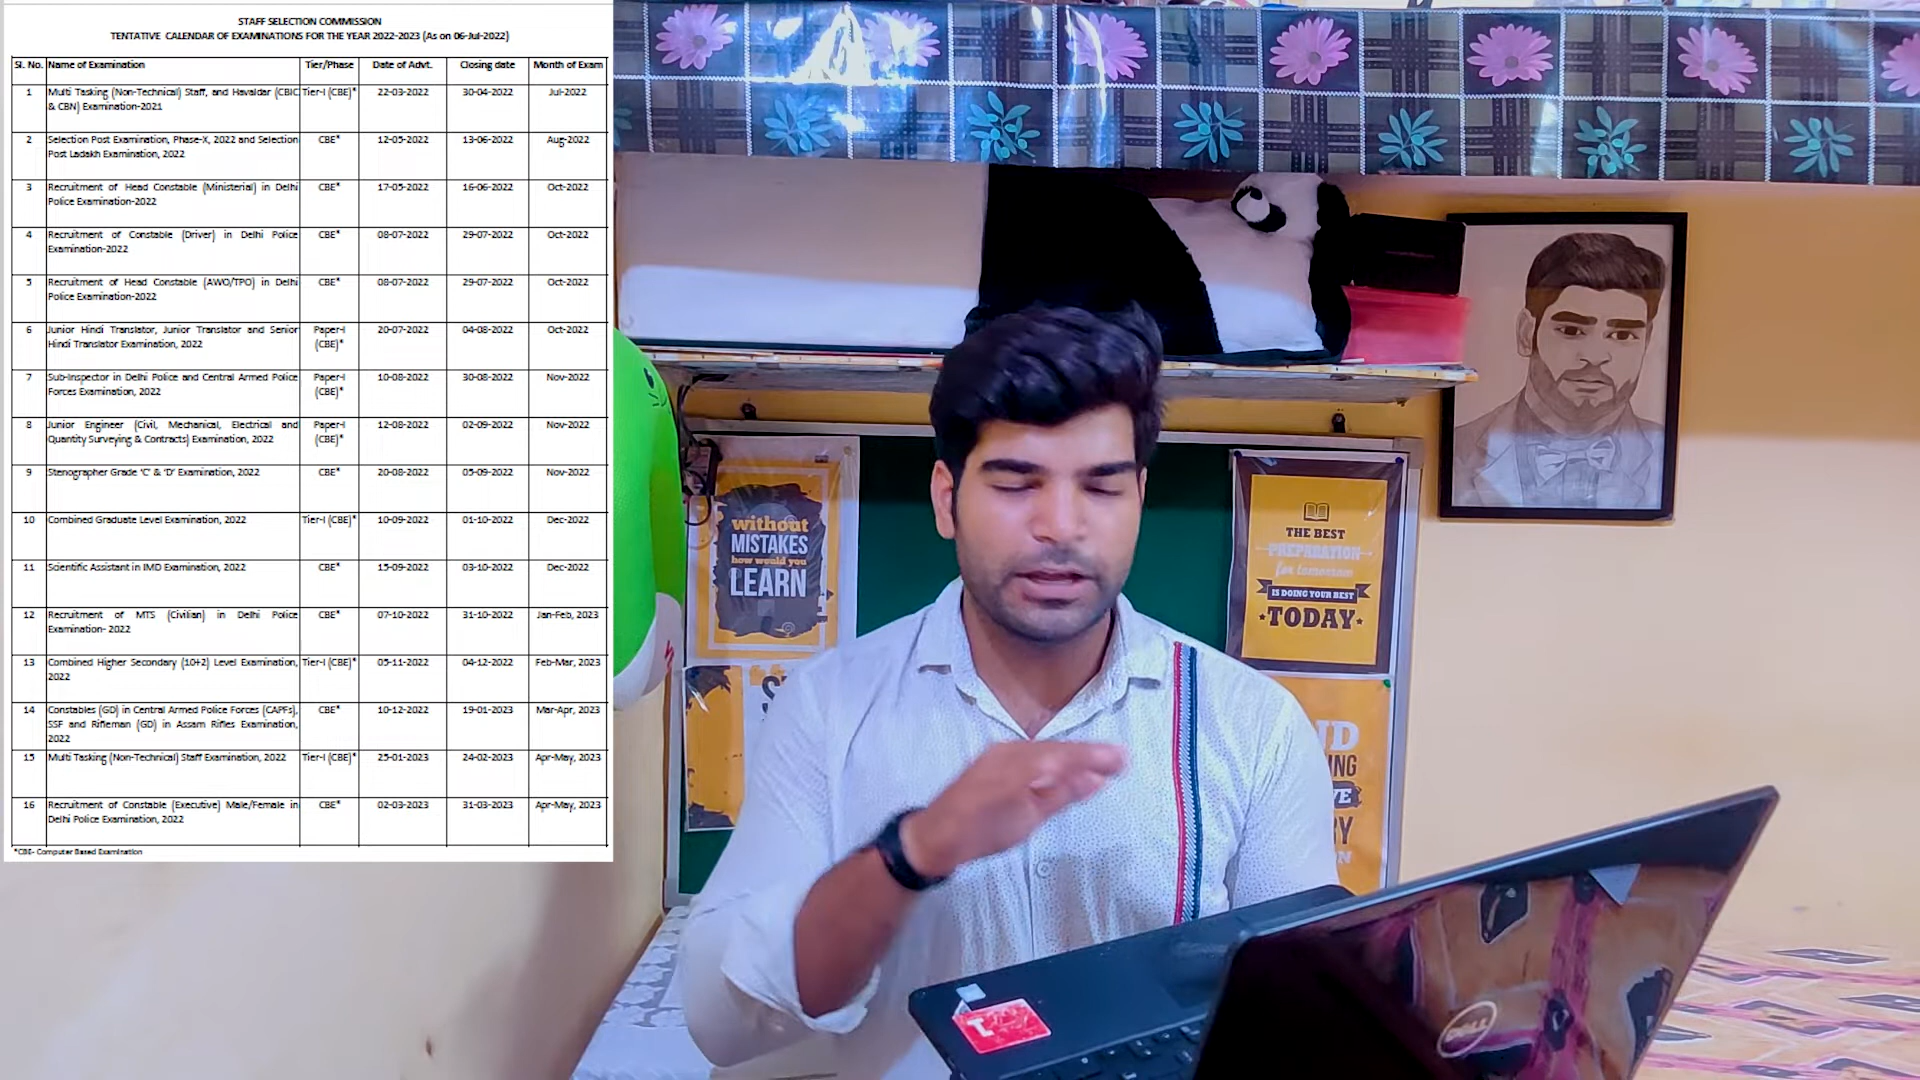 STAFF SELECTION COMMISSION
TENTATIVE CALENDAR OF EXAMINATIONS FOR THE YEAR 2022-2023 (As on 06-Jul-2022)
Sl. No. Name of Examination Tier/Phase Date of Advt. Closing date Month of Exam
1 Multi Tasking (Non-Technical) Staff, and Havaldar (CBIC Tier-I (CBE)* 22-03-2022 30-04-2022 Jul-2022
& CBN) Examination-2021
2 Selection Post Examination, Phase-X, 2022 and Selection CBE* 12-05-2022 13-06-2022 Aug-2022
Post Ladakh Examination, 2022
3 Recruitment of Head Constable (Ministerial) in Delhi CBE* 17-05-2022 16-06-2022 Oct-2022
Police Examination-2022
4 Recruitment of Constable (Driver) in Delhi Police CBE* 08-07-2022 29-07-2022 Oct-2022
Examination-2022
5 Recruitment of Head Constable (AWO/TPO) in Delhi CBE* 08-07-2022 29-07-2022 Oct-2022
Police Examination-2022
6 Junior Hindi Translator, Junior Translator and Senior Paper-I 20-07-2022 04-08-2022 Oct-2022
Hindi Translator Examination, 2022 (CBE)*
7 Sub-Inspector in Delhi Police and Central Armed Police Paper-I 10-08-2022 30-08-2022 Nov-2022
Forces Examination, 2022 (CBE)*
8 Junior Engineer (Civil, Mechanical, Electrical and Paper-I 12-08-2022 02-09-2022 Nov-2022
Quantity Surveying & Contracts) Examination, 2022 (CBE)*
9 Stenographer Grade 'C' & 'D' Examination, 2022 CBE* 20-08-2022 05-09-2022 Nov-2022
10 Combined Graduate Level Examination, 2022 Tier-I (CBE)* 10-09-2022 01-10-2022 Dec-2022
11 Scientific Assistant in IMD Examination, 2022 CBE* 15-09-2022 03-10-2022 Dec-2022
12 Recruitment of MTS (Civilian) in Delhi Police CBE* 07-10-2022 31-10-2022 Jan-Feb, 2023
Examination- 2022
13 Combined Higher Secondary (10+2) Level Examination, Tier-I (CBE)* 05-11-2022 04-12-2022 Feb-Mar, 2023
2022
14 Constables (GD) in Central Armed Police Forces (CAPFs), CBE* 10-12-2022 19-01-2023 Mar-Apr, 2023
SSF and Rifleman (GD) in Assam Rifles Examination,
2022
15 Multi Tasking (Non-Technical) Staff Examination, 2022 Tier-I (CBE)* 25-01-2023 24-02-2023 Apr-May, 2023
16 Recruitment of Constable (Executive) Male/Female in CBE* 02-03-2023 31-03-2023 Apr-May, 2023
Delhi Police Examination, 2022
*CBE- Computer Based Examination
without
MISTAKES
how would you
LEARN
THE BEST
PREPARATION
for tomorrow
IS DOING YOUR BEST
TODAY
DELL